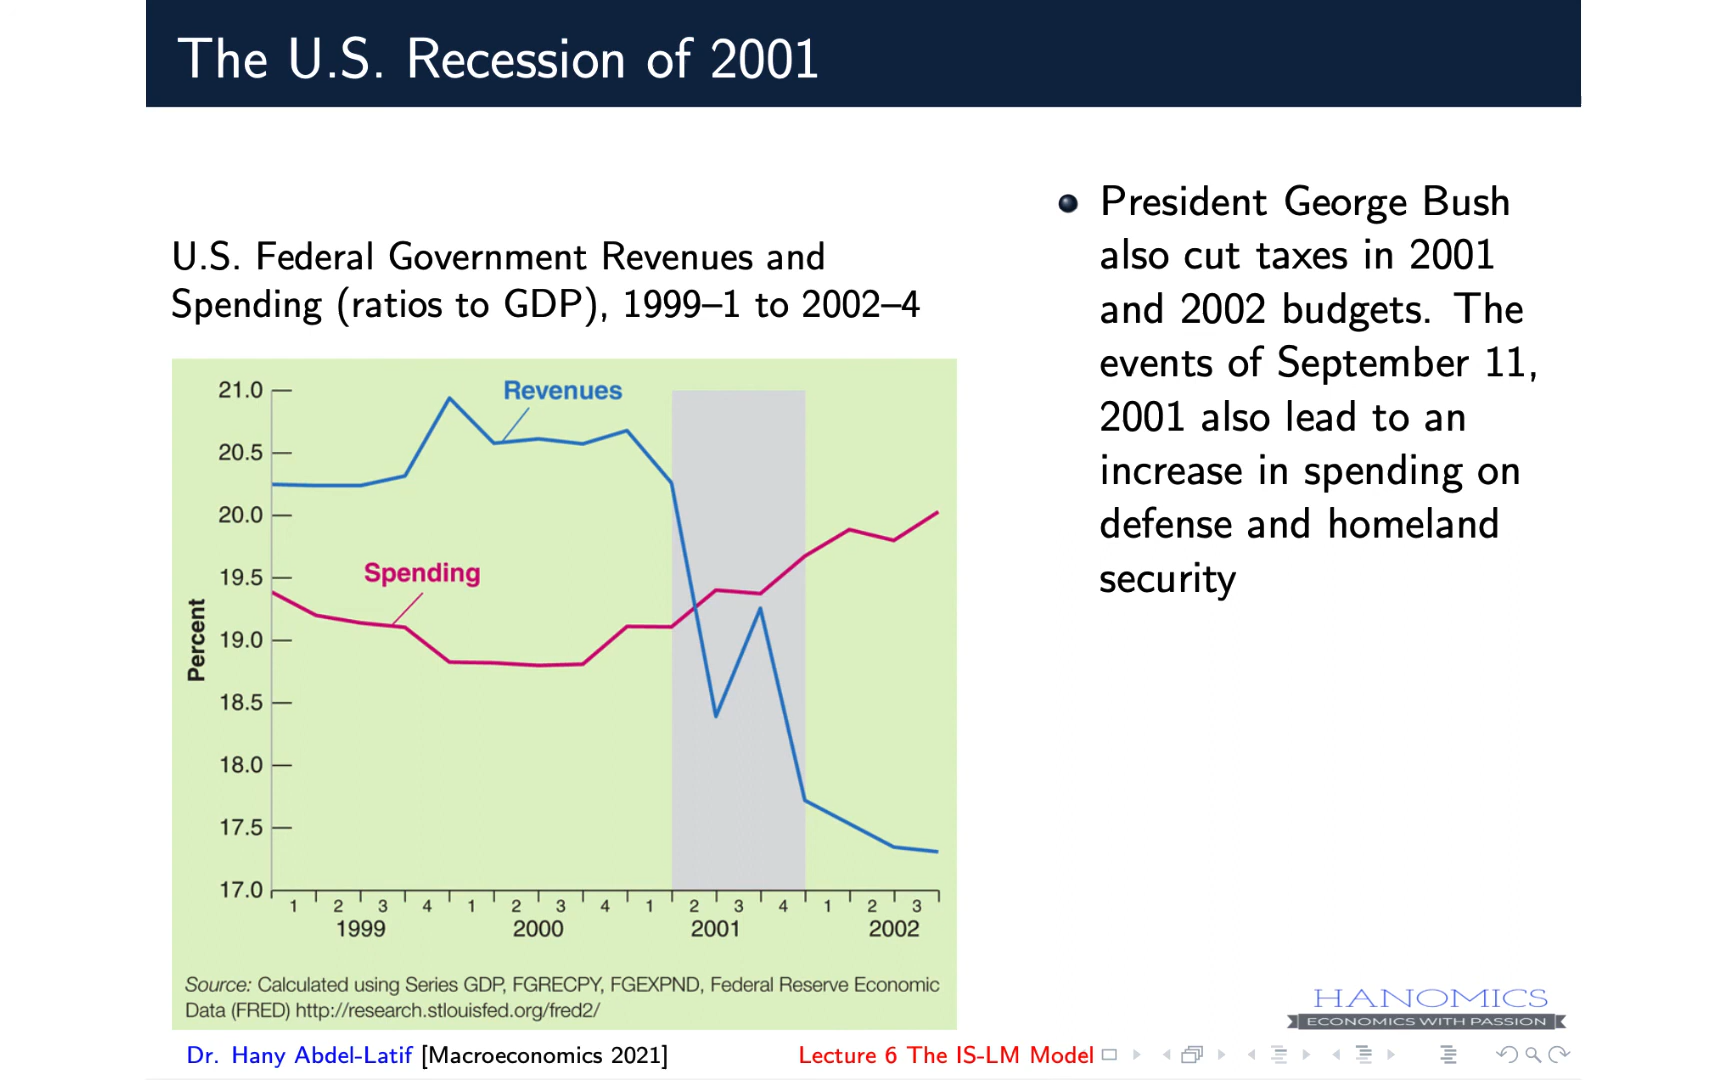 The U.S. Recession of 2001
U.S. Federal Government Revenues and
Spending (ratios to GDP), 1999–1 to 2002–4
Percent
21.0
20.5
20.0
19.5
19.0
18.5
18.0
17.5
17.0
Revenues
Spending
1 2 3 4 1 2 3 4 1 2 3 4 1 2 3
1999 2000 2001 2002
Source: Calculated using Series GDP, FGRECPY, FGEXPND, Federal Reserve Economic
Data (FRED) http://research.stlouisfed.org/fred2/
President George Bush
also cut taxes in 2001
and 2002 budgets. The
events of September 11,
2001 also lead to an
increase in spending on
defense and homeland
security
HANOMICS
ECONOMICS WITH PASSION
Dr. Hany Abdel-Latif [Macroeconomics 2021] Lecture 6 The IS-LM Model